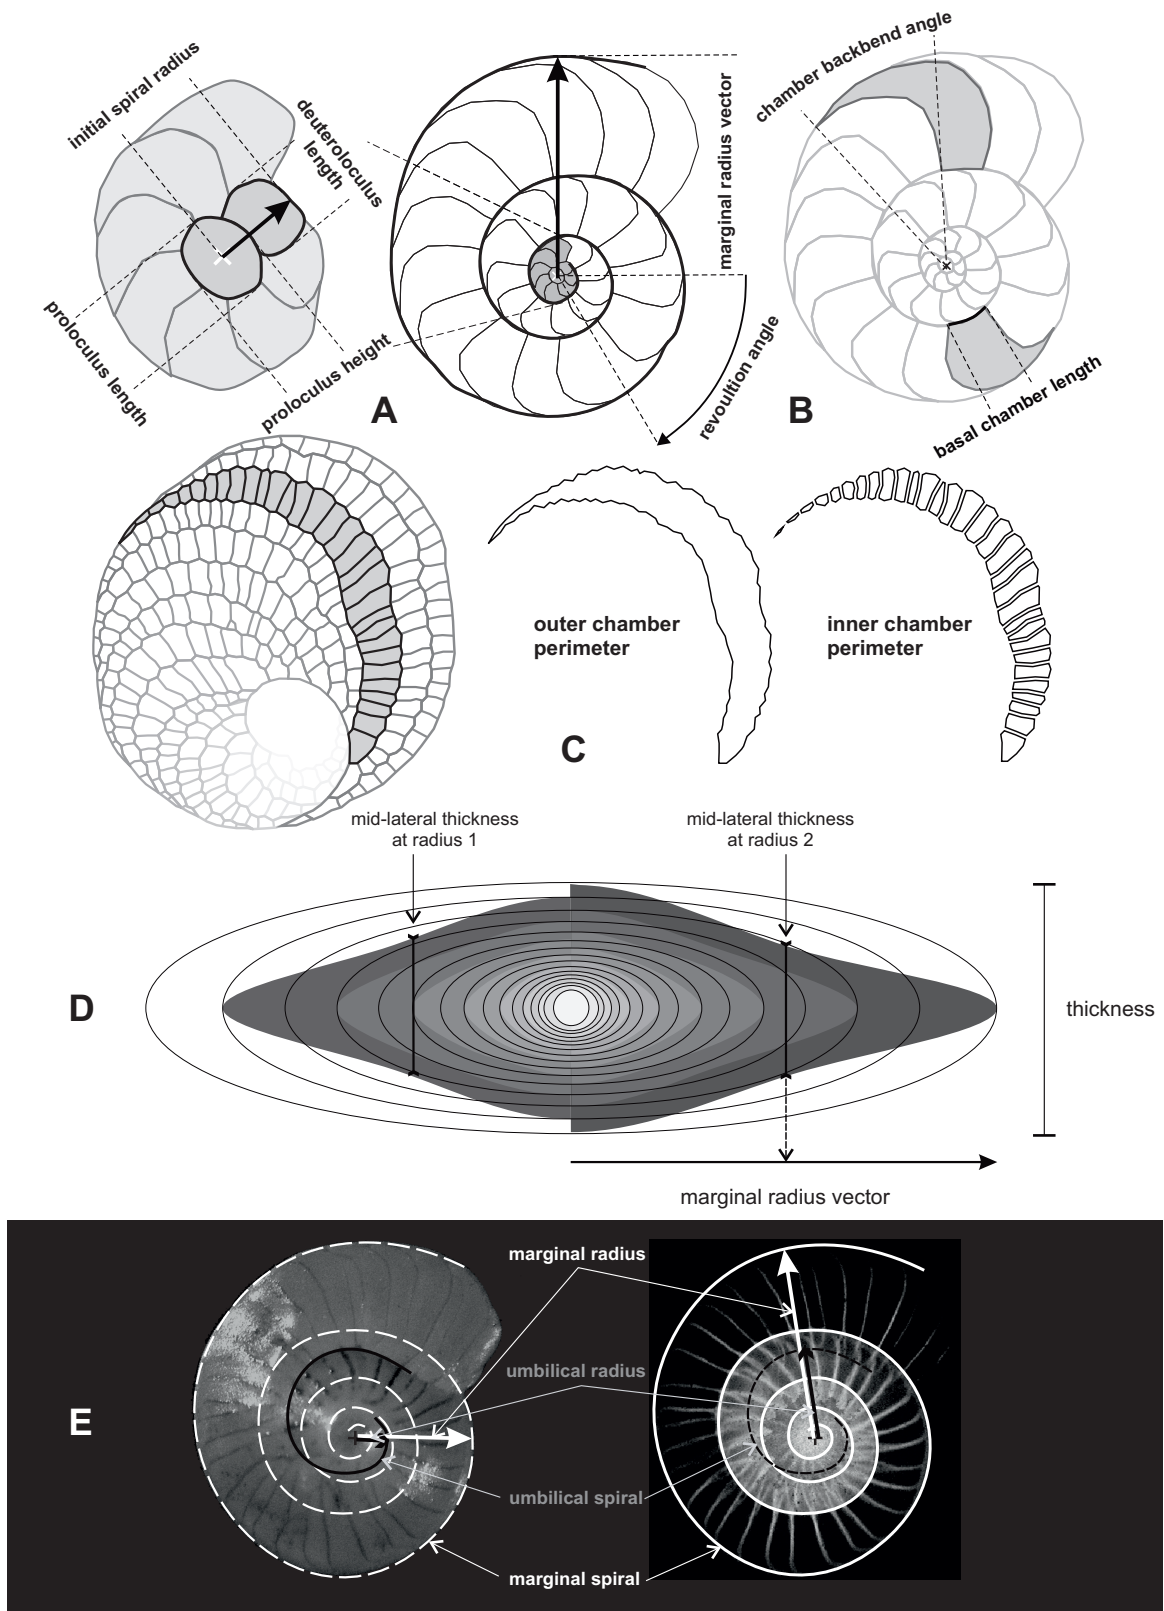 initial spiral radius
deuteroloculus
length
proloculus length
proloculus height
A
marginal radius vector
revoultion angle
chamber backbend angle
B
basal chamber length
outer chamber
perimeter
inner chamber
perimeter
C
mid-lateral thickness
at radius 1
mid-lateral thickness
at radius 2
D
thickness
marginal radius vector
marginal radius
umbilical radius
E
umbilical spiral
marginal spiral